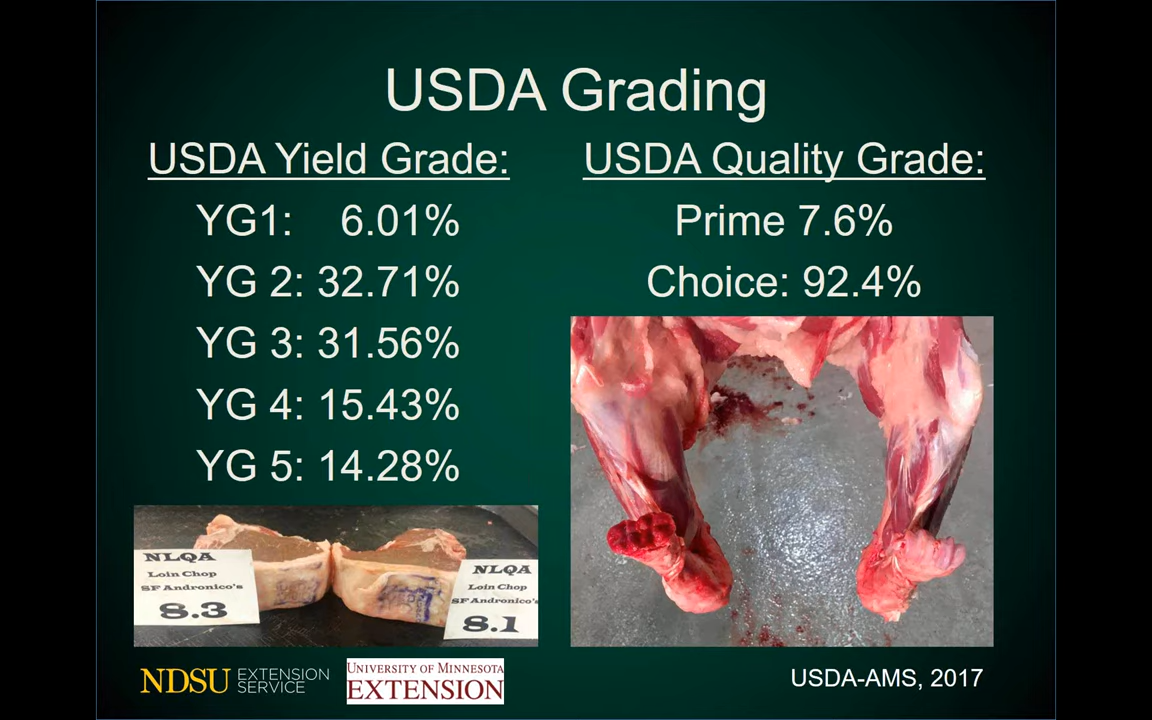 USDA Grading
USDA Yield Grade:
YG1: 6.01%
YG 2: 32.71%
YG 3: 31.56%
YG 4: 15.43%
YG 5: 14.28%
USDA Quality Grade:
Prime 7.6%
Choice: 92.4%
NLQA
Loin Chop
SF Andronico's
8.3
NLQA
Loin Chop
SF Andronico's
8.1
NDSU EXTENSION
SERVICE
UNIVERSITY OF MINNESOTA
EXTENSION
USDA-AMS, 2017